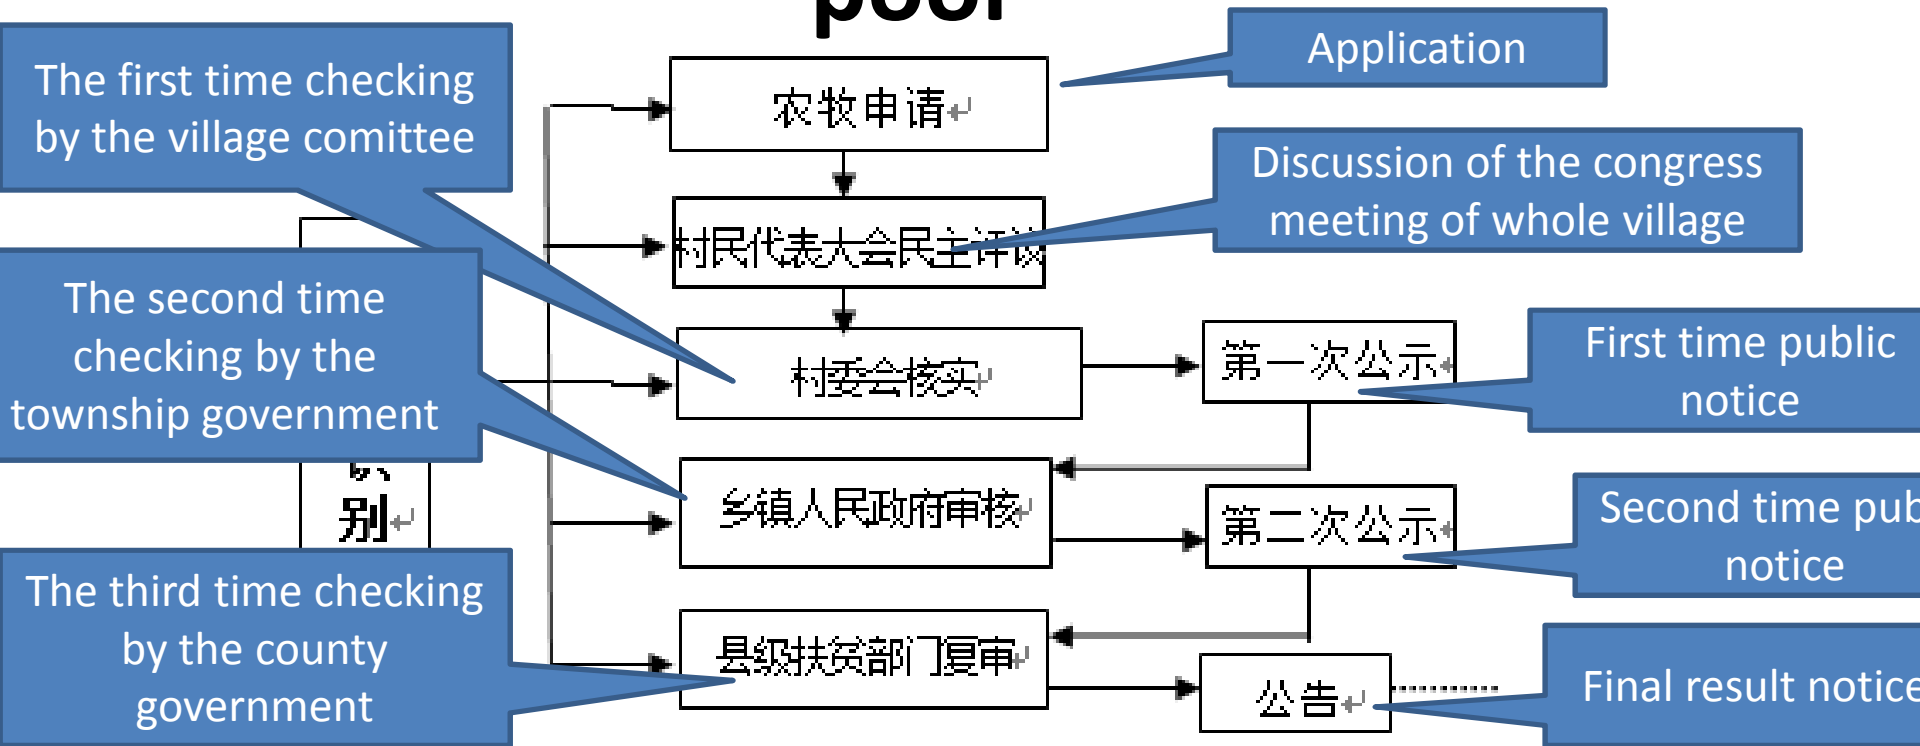 poor
Application
The first time checking
by the village comittee
农牧申请
Discussion of the congress
meeting of whole village
村民代表大会民主评议
The second time
checking by the
township government
村委会核实
第一次公示
First time public
notice
别
乡镇人民政府审核
第二次公示
Second time pub
notice
The third time checking
by the county
government
县级扶贫部门复审
公告
Final result notice